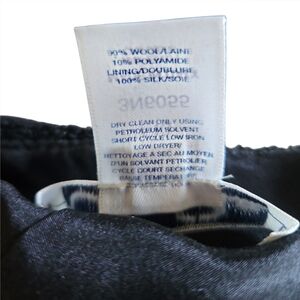 90% WOOL/LAINE
10% POLYAMIDE
LINING/DOUBLURE
100% SILK/SOIE
DRY CLEAN ONLY USING
PETROLEUM SOLVENT
SHORT CYCLE LOW IRON
LOW DRYER/
NETTOYAGE A SEC AU MOYEN
D'UN SOLVANT PETROLIER
CYCLE COURT SECHANGE
BASSE TEMPERATURE